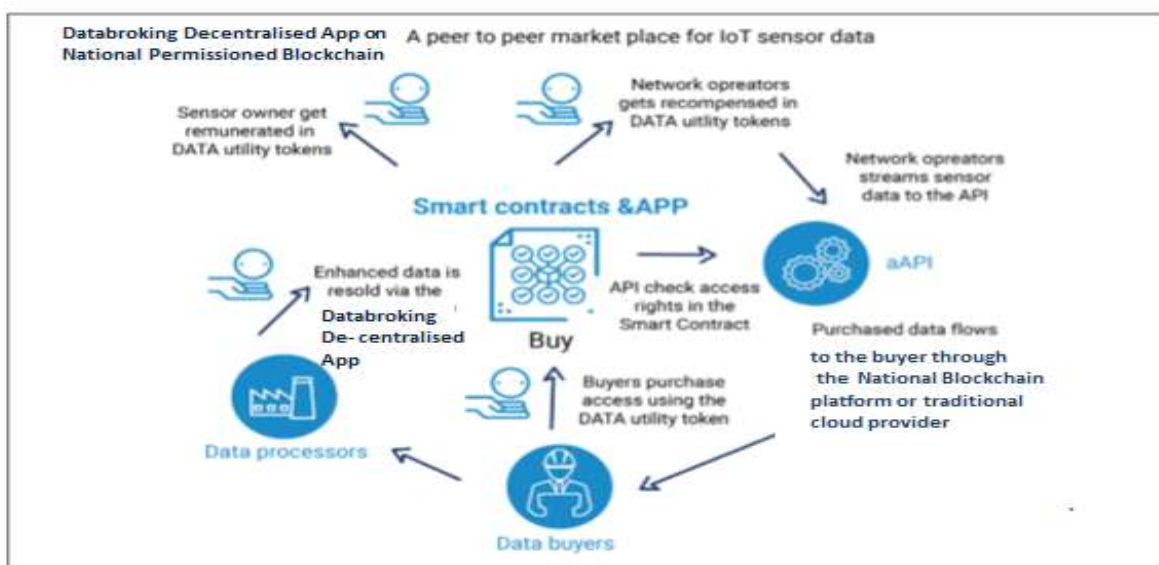 Databroking Decentralised App on
National Permissioned Blockchain
A peer to peer market place for IoT sensor data
Sensor owner get
remunerated in
DATA utility tokens
Network opreators
gets recompensed in
DATA uitlity tokens
Network opreators
streams sensor
data to the API
Smart contracts &APP
aAPI
Enhanced data is
resold via the
Databroking
De- centralised
App
API check access
rights in the
Smart Contract
Buy
Purchased data flows
to the buyer through
the National Blockchain
platform or traditional
cloud provider
Buyers purchase
access using the
DATA utility token
Data processors
Data buyers